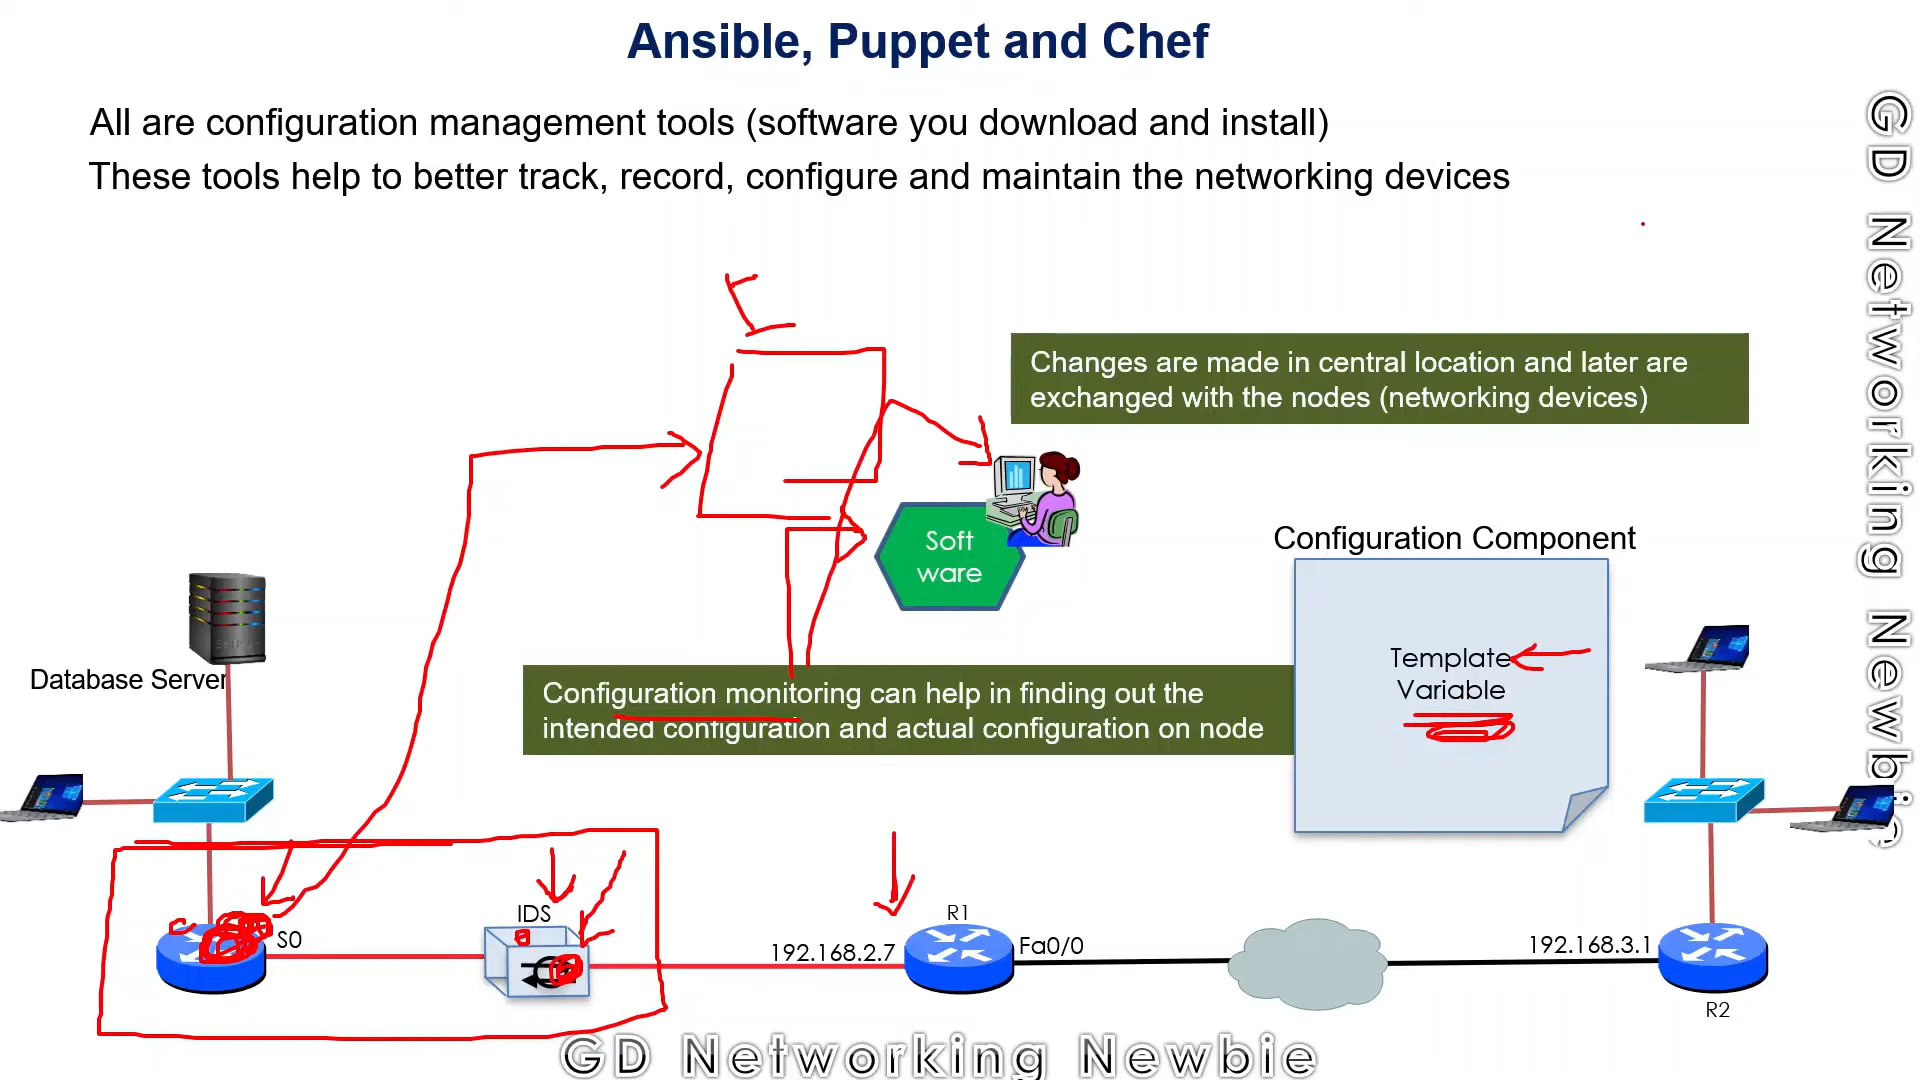 Ansible, Puppet and Chef
All are configuration management tools (software you download and install)
These tools help to better track, record, configure and maintain the networking devices
Changes are made in central location and later are
exchanged with the nodes (networking devices)
Soft
ware
Configuration Component
Template
Variable
Database Server
Configuration monitoring can help in finding out the
intended configuration and actual configuration on node
S0
IDS
192.168.2.7
R1
Fa0/0
192.168.3.1
R2
GD Networking Newbie
GD Networking Newbie